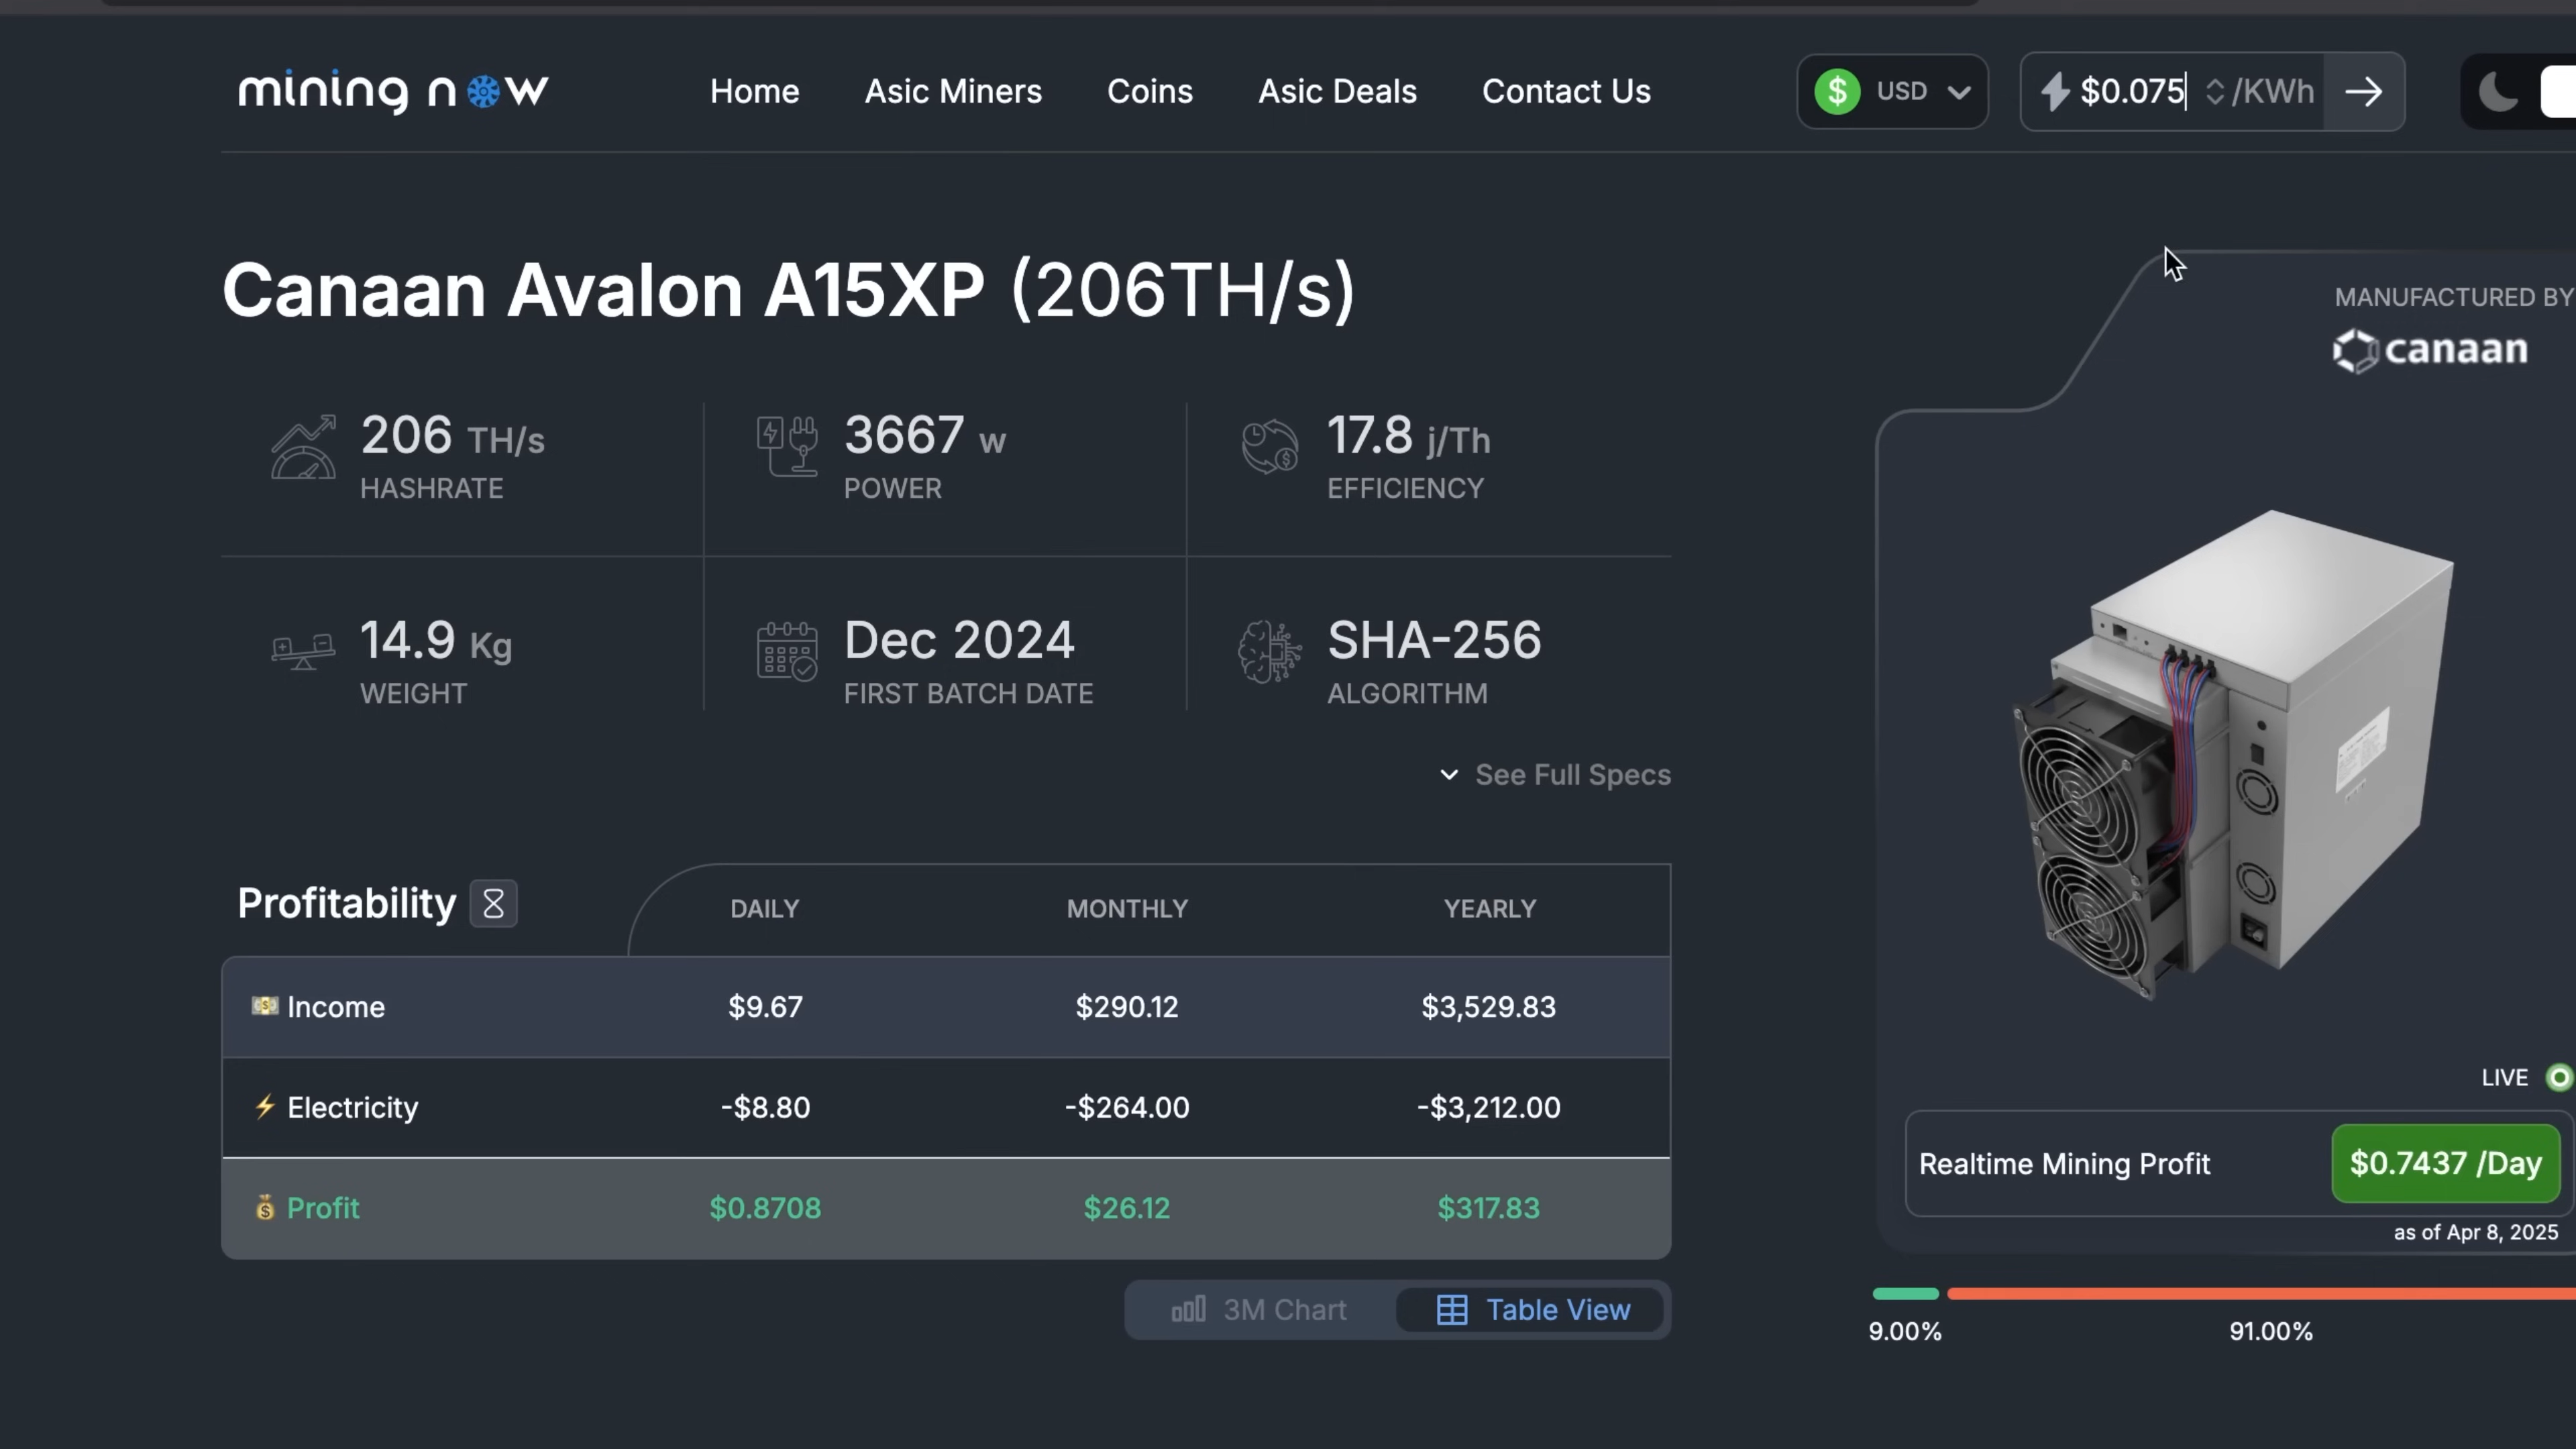 mining now
Home
Asic Miners
Coins
Asic Deals
Contact Us
$ USD
$0.075 /KWh
Canaan Avalon A15XP (206TH/s)
MANUFACTURED BY
canaan
206 TH/s
HASHRATE
3667 w
POWER
17.8 j/Th
EFFICIENCY
14.9 Kg
WEIGHT
Dec 2024
FIRST BATCH DATE
SHA-256
ALGORITHM
See Full Specs
Profitability
DAILY MONTHLY YEARLY
Income $9.67 $290.12 $3,529.83
Electricity -$8.80 -$264.00 -$3,212.00
Profit $0.8708 $26.12 $317.83
3M Chart
Table View
LIVE
Realtime Mining Profit $0.7437 /Day
as of Apr 8, 2025
9.00% 91.00%